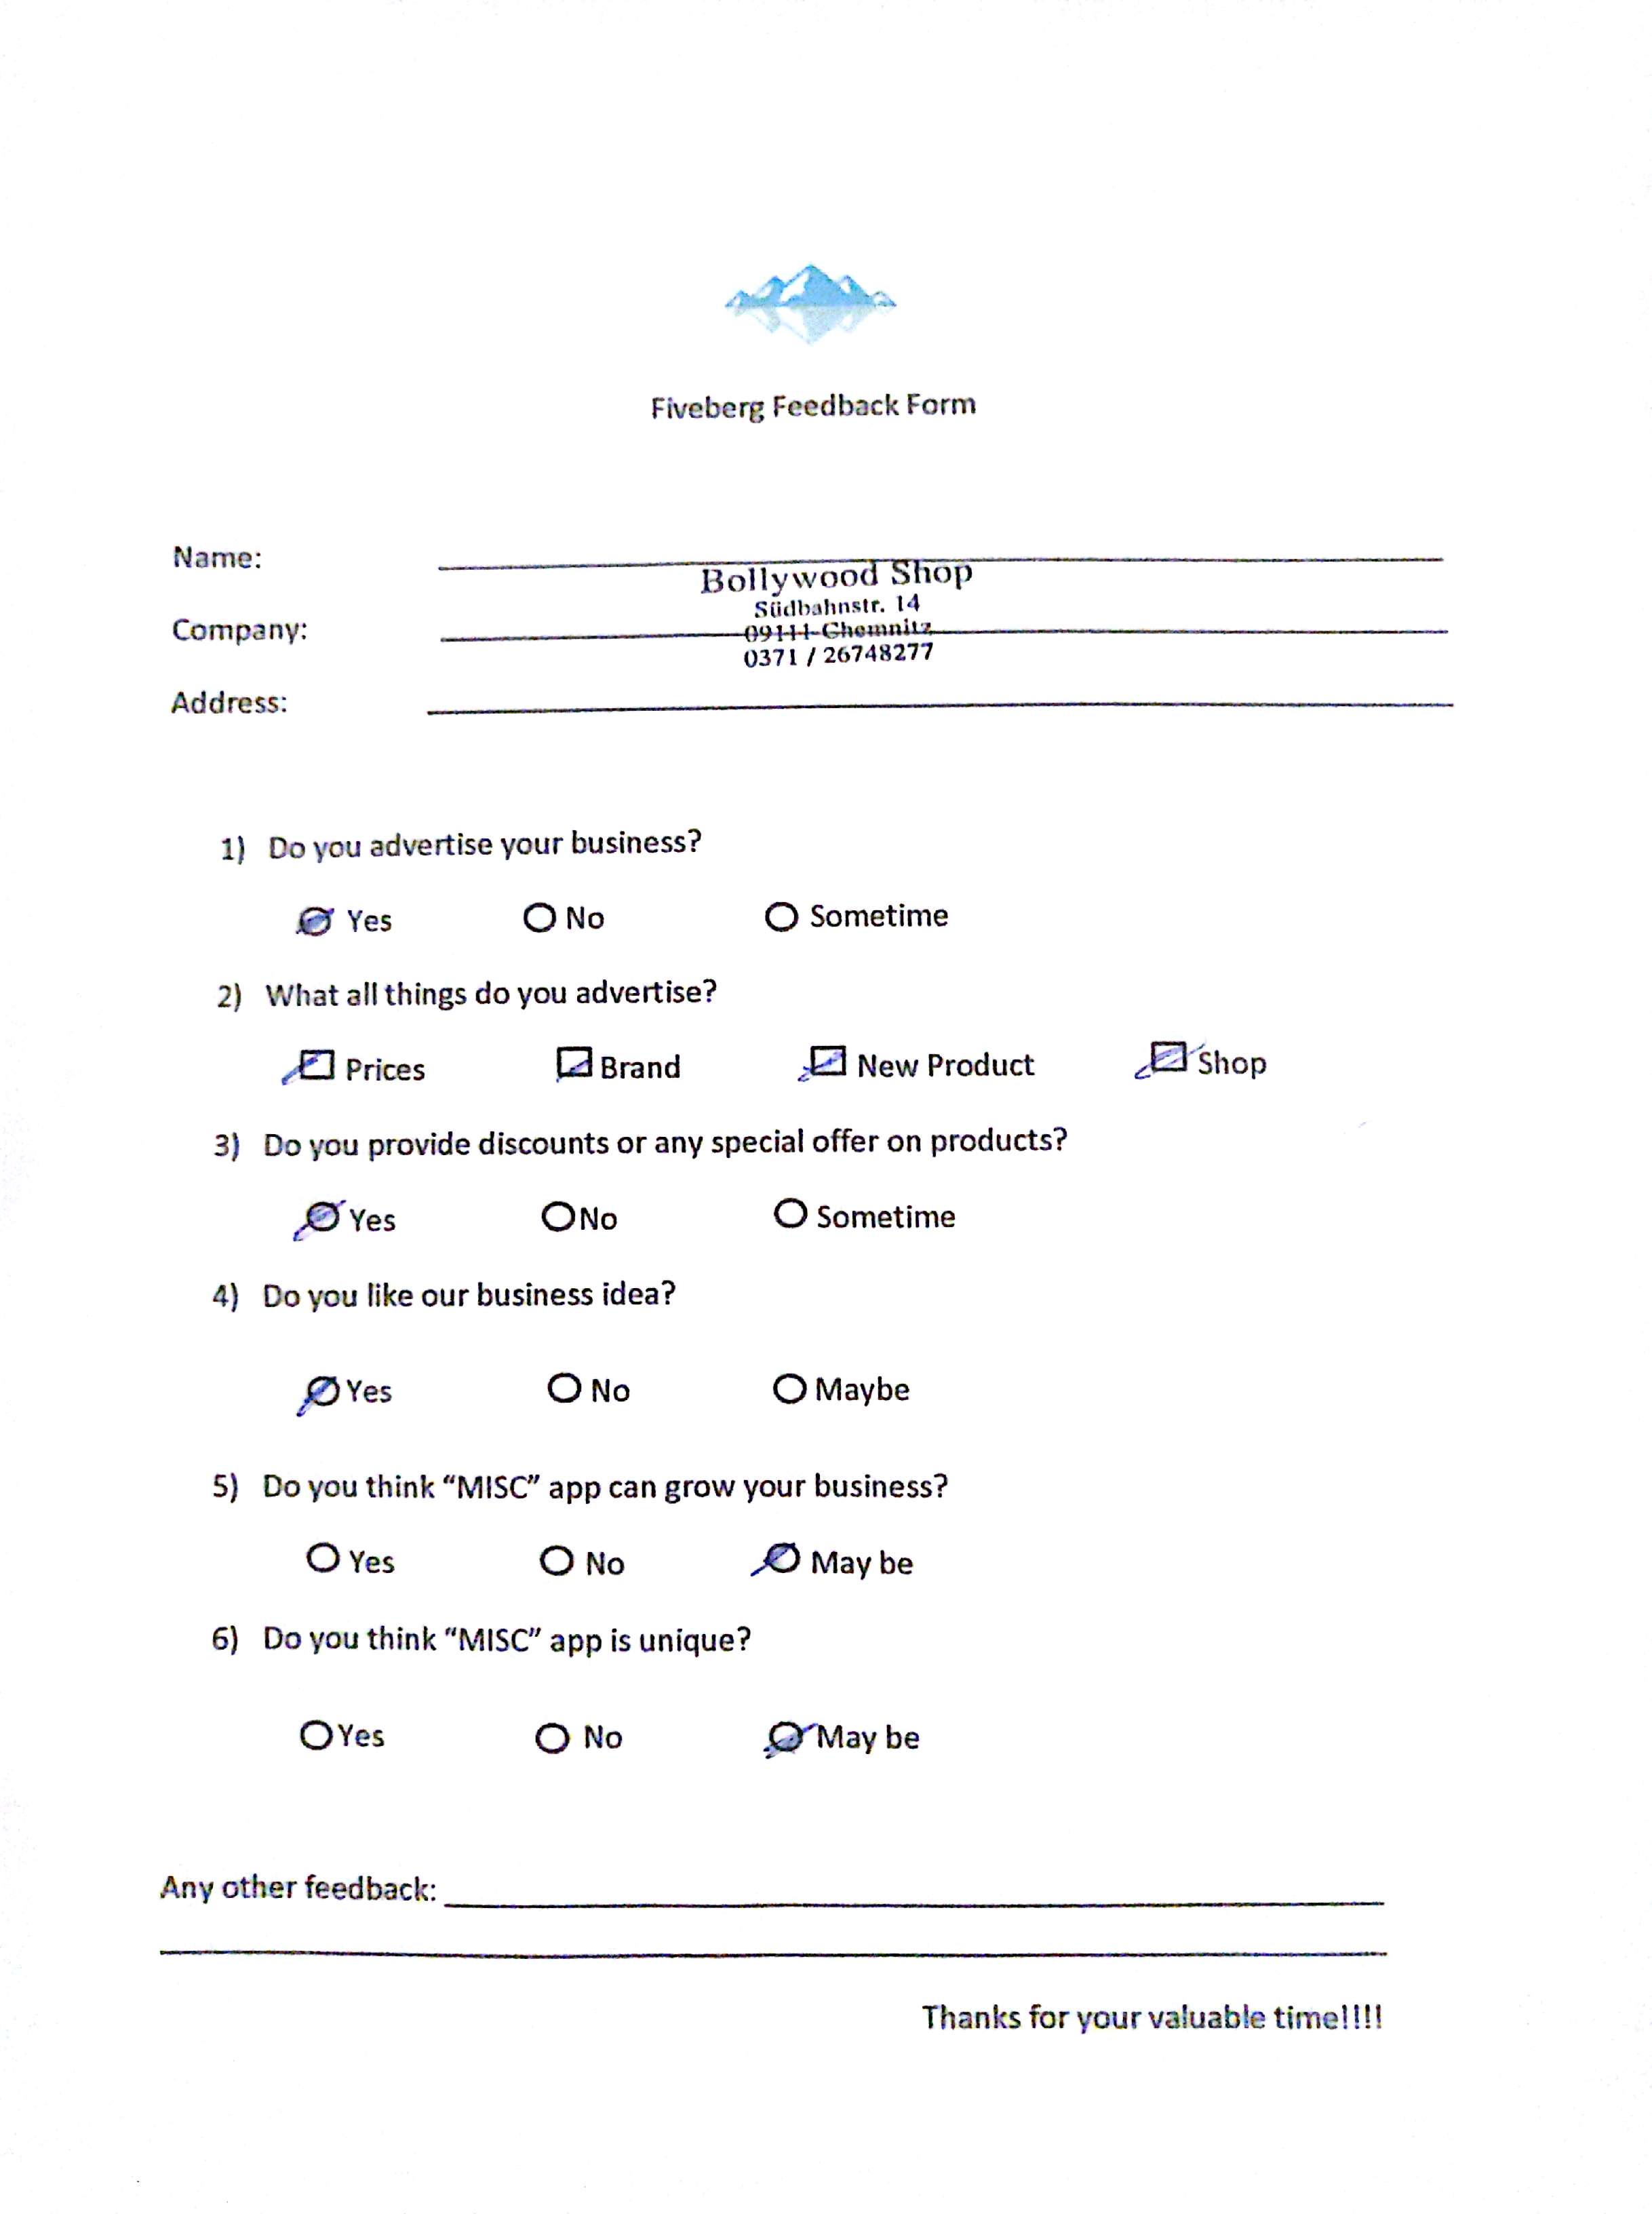 Fiveberg Feedback Form
Name:
Bollywood Shop
Südbahnstr. 14
Company:
09111 Chemnitz
0371 / 26748277
Address:
1) Do you advertise your business?
Yes No Sometime
2) What all things do you advertise?
Prices Brand New Product Shop
3) Do you provide discounts or any special offer on products?
Yes No Sometime
4) Do you like our business idea?
Yes No Maybe
5) Do you think “MISC” app can grow your business?
Yes No May be
6) Do you think “MISC” app is unique?
Yes No May be
Any other feedback:
Thanks for your valuable time!!!!